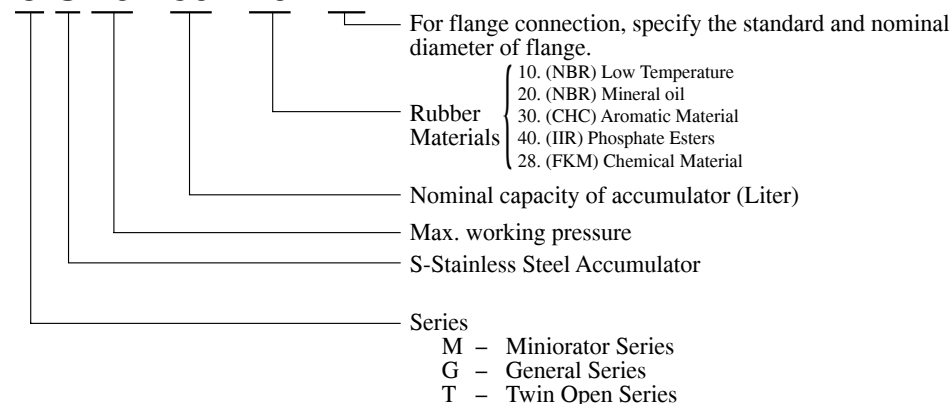 For flange connection, specify the standard and nominal
diameter of flange.
Rubber
Materials
10. (NBR) Low Temperature
20. (NBR) Mineral oil
30. (CHC) Aromatic Material
40. (IIR) Phosphate Esters
28. (FKM) Chemical Material
Nominal capacity of accumulator (Liter)
Max. working pressure
S-Stainless Steel Accumulator
Series
M – Miniorator Series
G – General Series
T – Twin Open Series